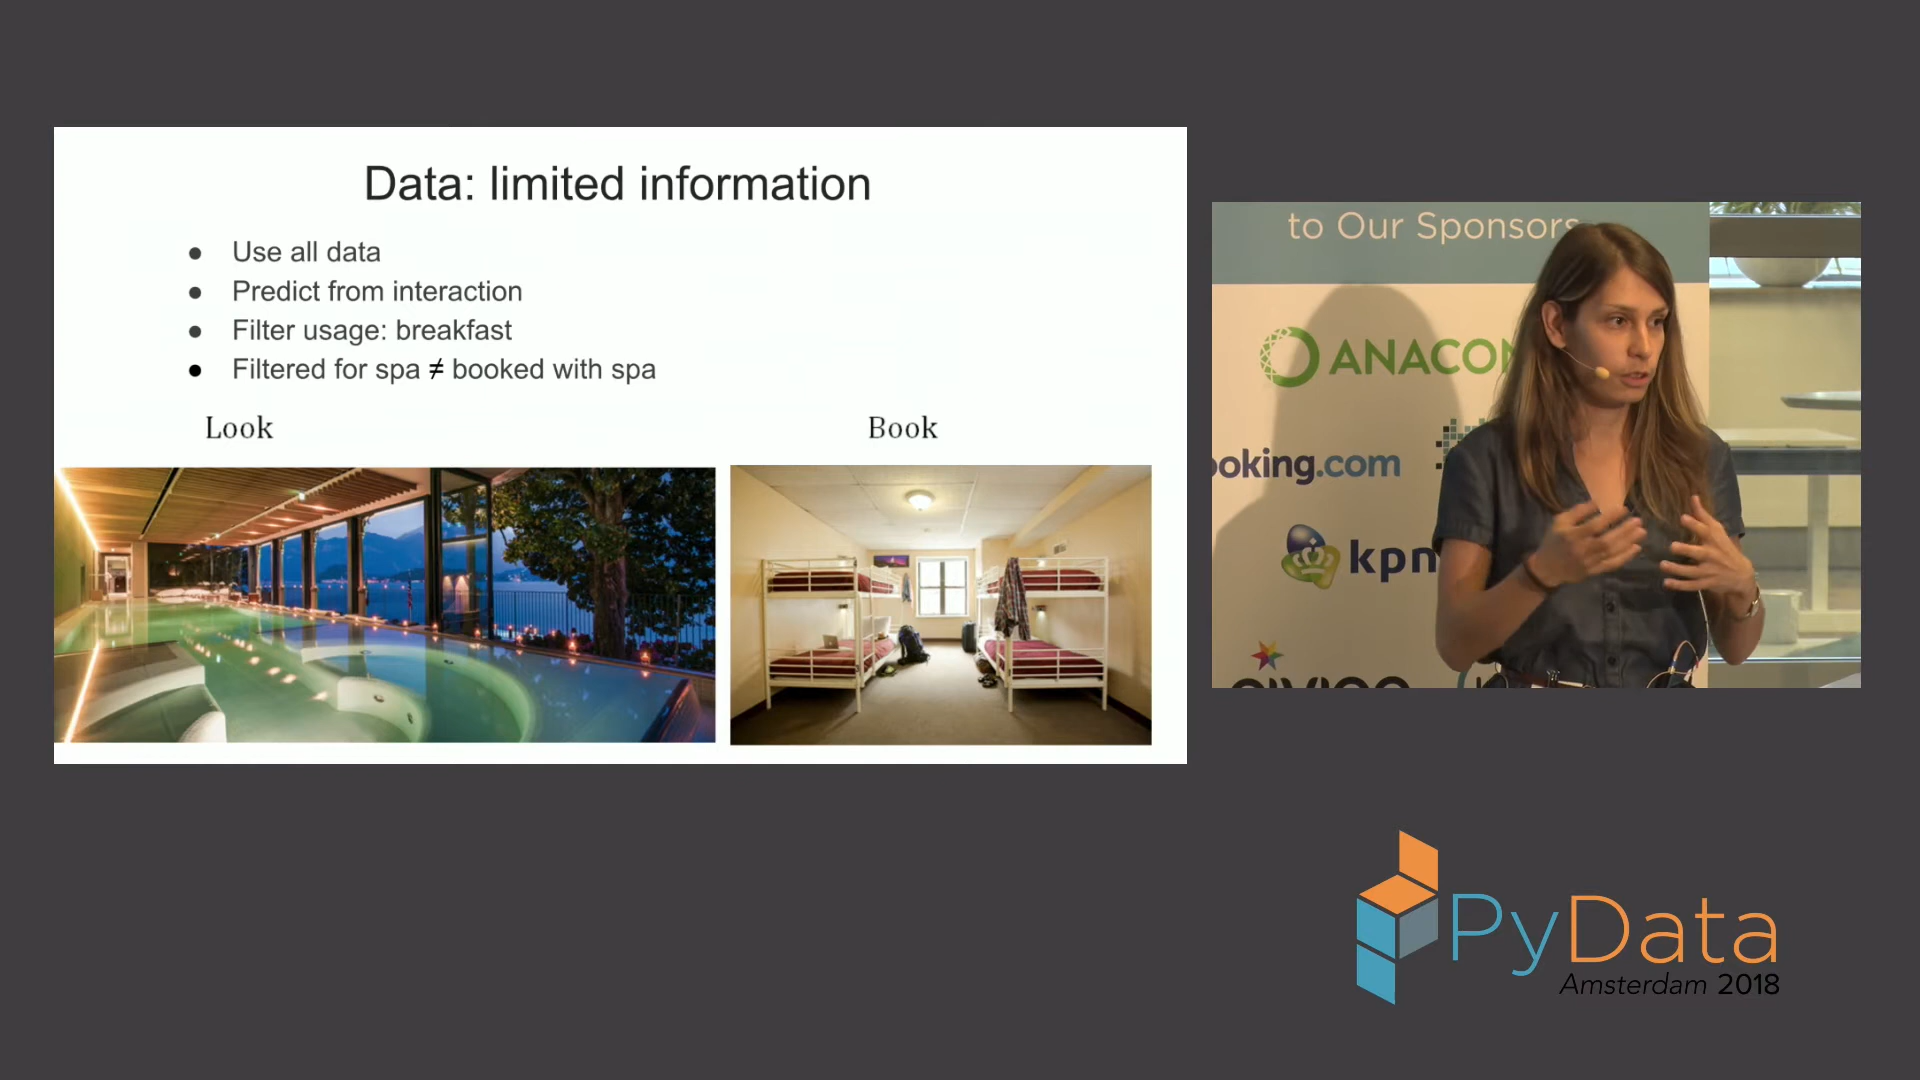 Data: limited information
● Use all data
● Predict from interaction
● Filter usage: breakfast
● Filtered for spa ≠ booked with spa
Look
Book
to Our Sponsors
ANACON
ooking.com
kpn
PyData
Amsterdam 2018